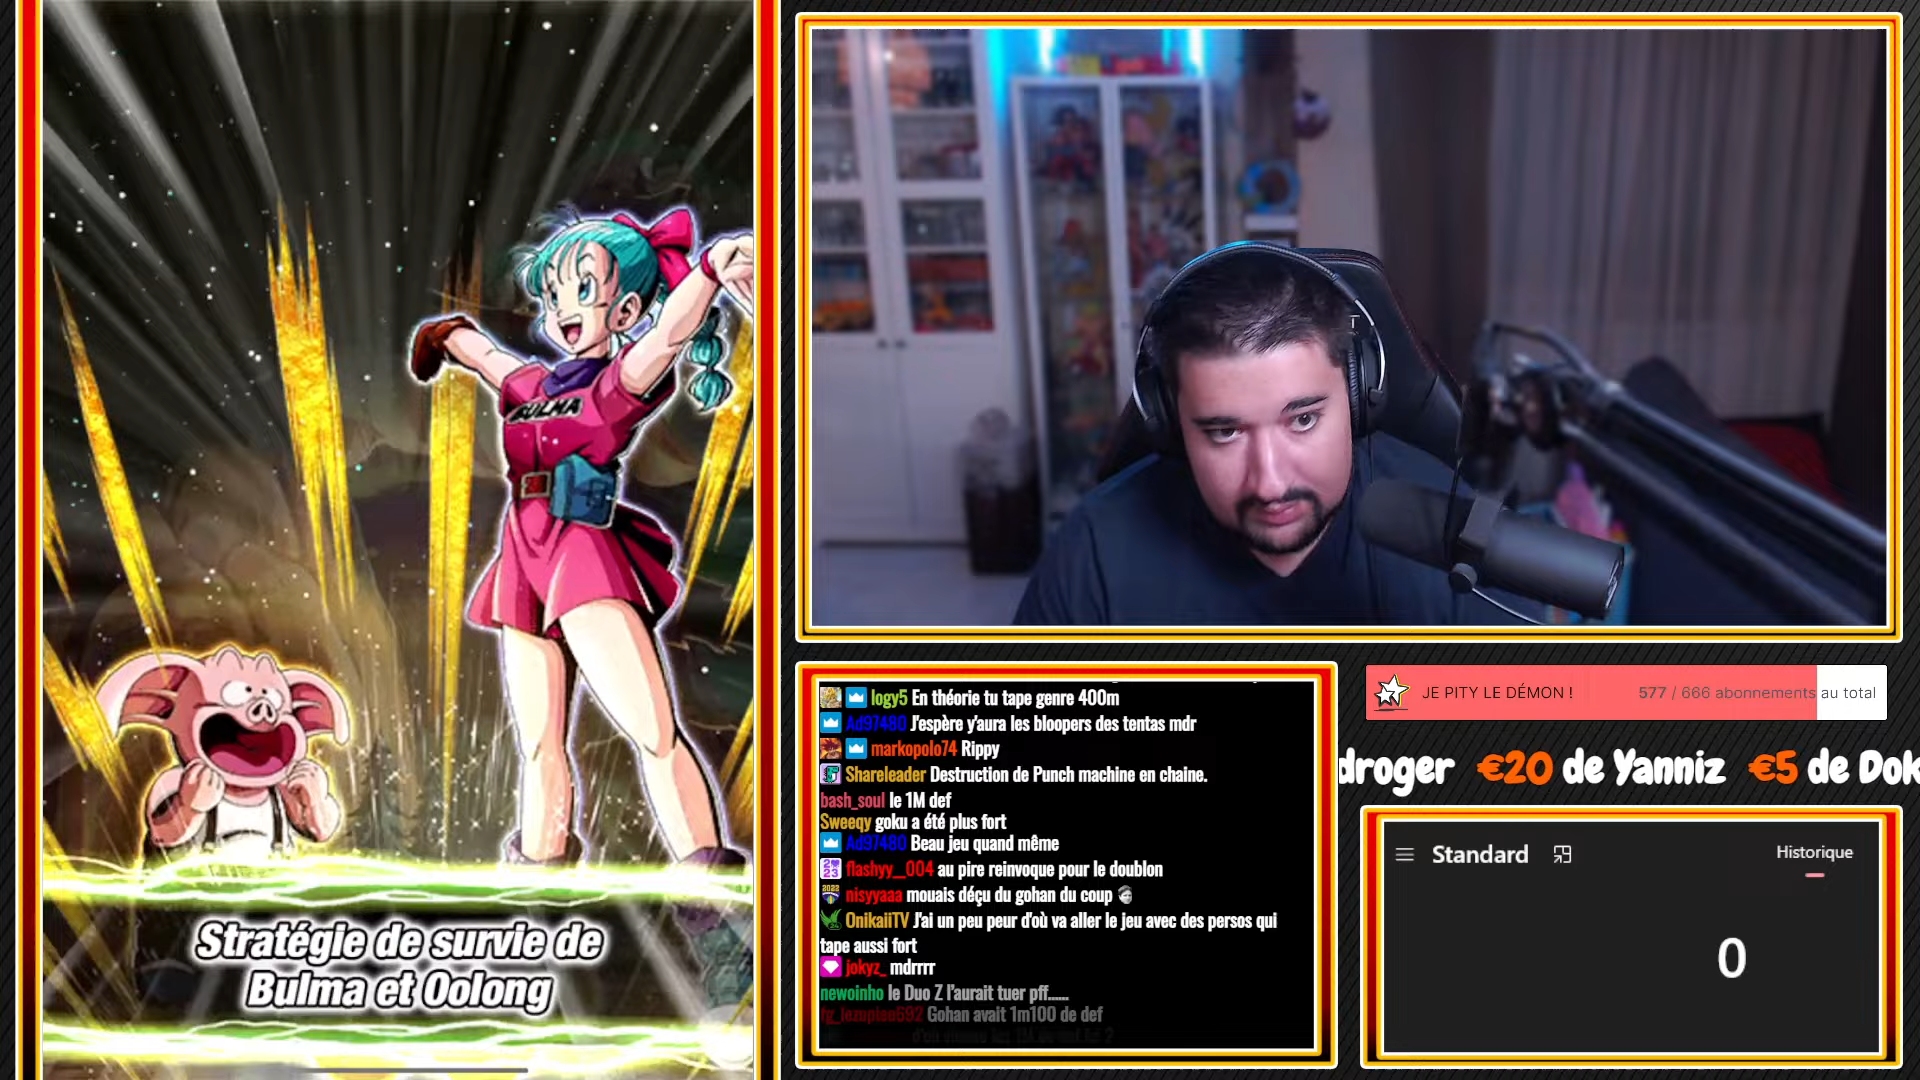 BULMA
Stratégie de survie de
Bulma et Oolong
logy5 En théorie tu tape genre 400m
Ad97480 J'espère y'aura les bloopers des tentas mdr
markopolo74 Rippy
Shareleader Destruction de Punch machine en chaine.
bash_soul le 1M def
Sweeqy goku a été plus fort
Ad97480 Beau jeu quand même
flashyy__004 au pire reinvoque pour le doublon
nisyyaaa mouais déçu du gohan du coup
OnikaiiTV J'ai un peu peur d'où va aller le jeu avec des persos qui
tape aussi fort
jokyz_ mdrrrr
newoinho le Duo Z l'aurait tuer pff......
Gohan avait 1m100 de def
JE PITY LE DÉMON ! 577 / 666 abonnements au total
droger €20 de Yanniz €5 de Dok
Standard Historique
0